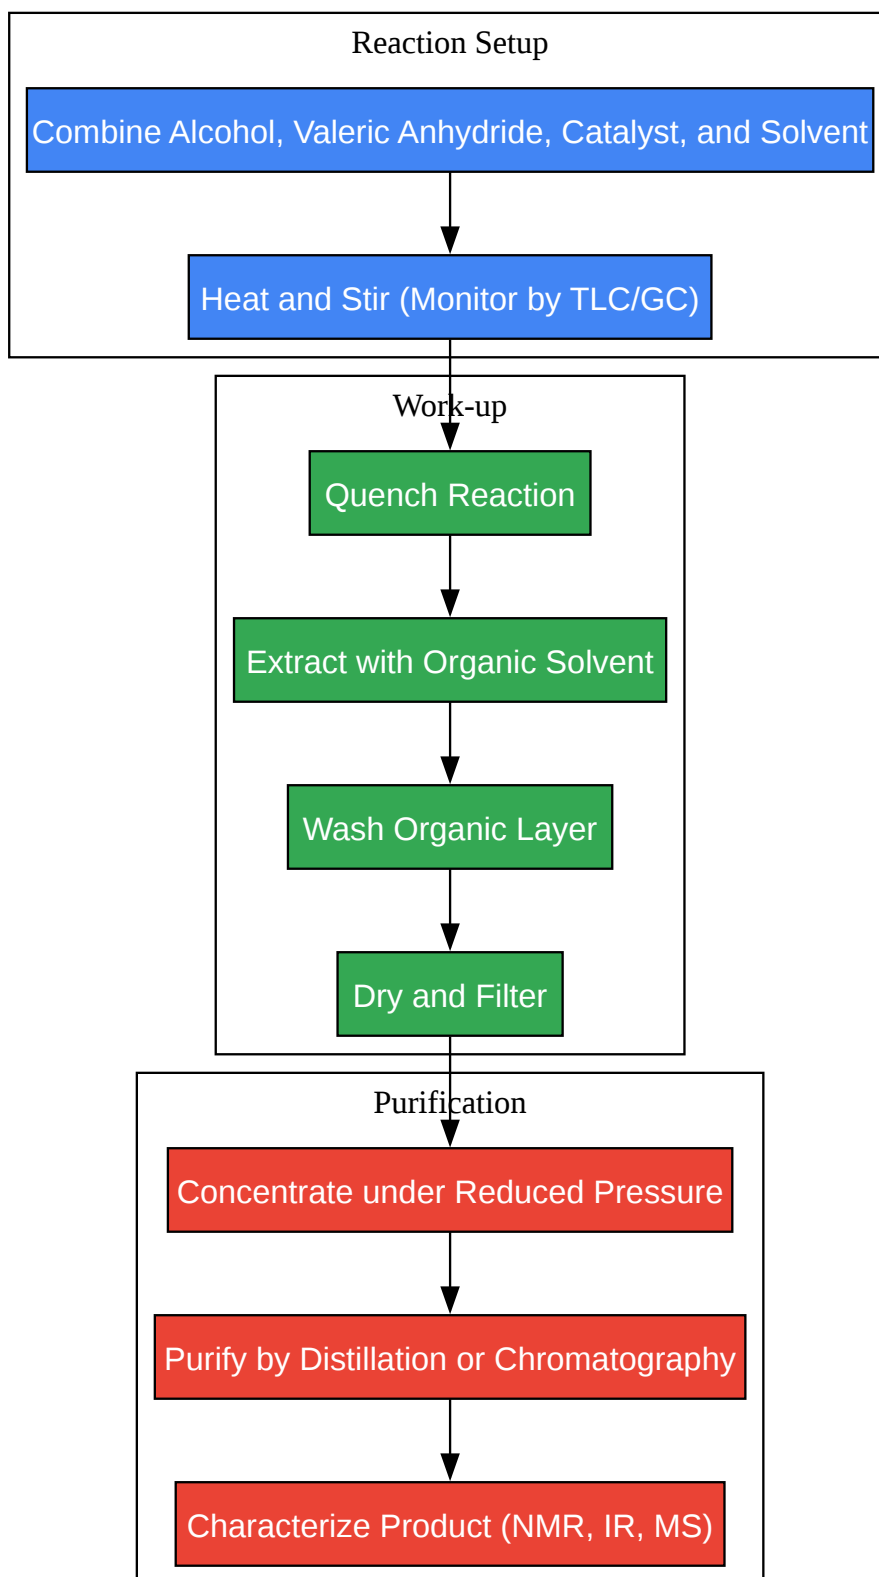 Reaction Setup
Combine Alcohol, Valeric Anhydride, Catalyst, and Solvent
Heat and Stir (Monitor by TLC/GC)
Work-up
Quench Reaction
Extract with Organic Solvent
Wash Organic Layer
Dry and Filter
Purification
Concentrate under Reduced Pressure
Purify by Distillation or Chromatography
Characterize Product (NMR, IR, MS)